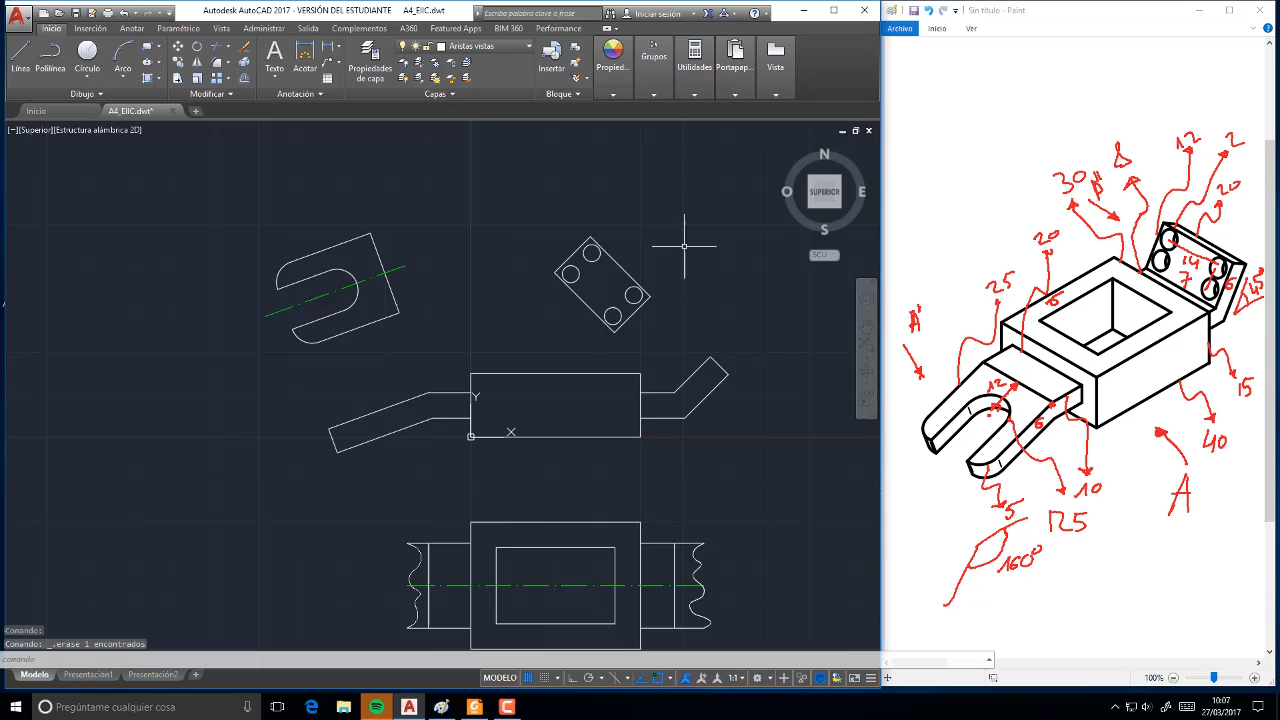 Autodesk AutoCAD 2017 - VERSIÓN DEL ESTUDIANTE A4_EIIC.dwt
Escriba palabra clave o frase
Iniciar sesión
Sin título - Paint
Inicio Inserción Anotar
Vista Administrar Salida Complementos A360 Featured Apps BIM 360 Performance
Archivo Inicio Ver
Aristas vistas
Línea Polilínea Círculo Arco
Texto Acotar
Propiedades de capa
Insertar
Propied... Grupos Utilidades Portapap... Vista
Dibujo Modificar Anotación Capas Bloque
Inicio A4_EIIC.dwt*
[−][Superior][Estructura alámbrica 2D]
N
O SUPERIOR E
S
SCU
Y
X
12 2
30 20
20
14
7 6 45°
25 6
A'
12
6
15
40
10
5 R5 A
160°
Comando:
Comando: _.erase 1 encontrados
comando
Modelo Presentación1 Presentación2 +
MODELO 1:1
100%
Pregúntame cualquier cosa
10:07
27/03/2017